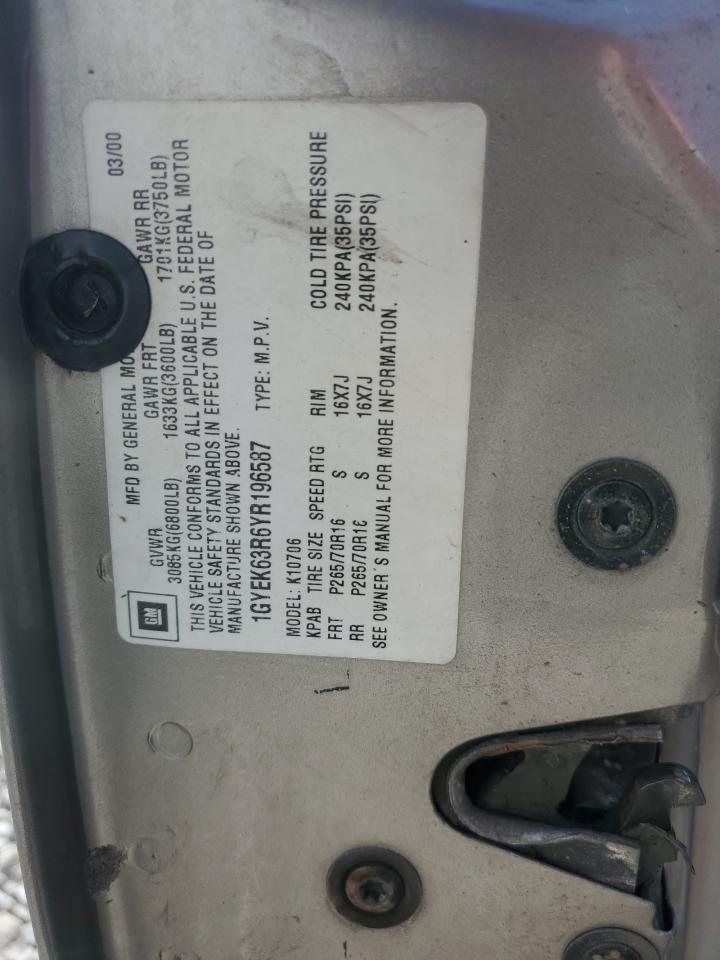 GM
MFD BY GENERAL 03/00
GVWR GAWR FRT GAWR RR
3085KG(6800LB) 1633KG(3600LB) 1701KG(3750LB)
THIS VEHICLE CONFORMS TO ALL APPLICABLE U.S. FEDERAL MOTOR
VEHICLE SAFETY STANDARDS IN EFFECT ON THE DATE OF
MANUFACTURE SHOWN ABOVE.
1GYEK63R6YR196587 TYPE: M.P.V.
MODEL: K10706
KPAB TIRE SIZE SPEED RTG RIM COLD TIRE PRESSURE
FRT P265/70R16 S 16X7J 240KPA(35PSI)
RR P265/70R16 S 16X7J 240KPA(35PSI)
SEE OWNER'S MANUAL FOR MORE INFORMATION.